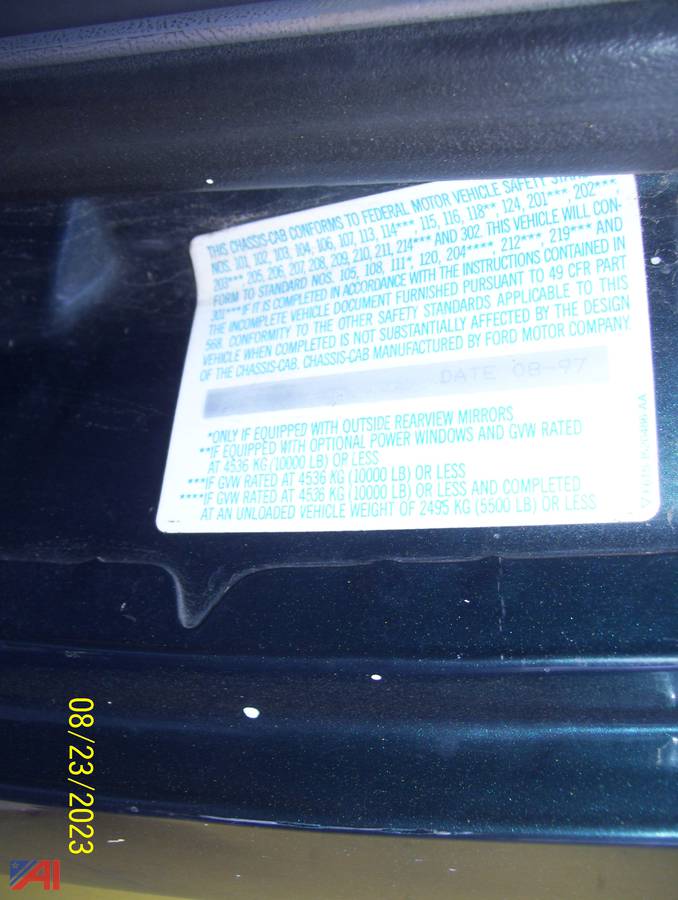 THIS CHASSIS-CAB CONFORMS TO FEDERAL MOTOR VEHICLE SAFETY
NOS. 101, 102, 103, 104, 106, 107, 113, 114***, 115, 116, 118**, 124, 201***, 202***,
203***, 205, 206, 207, 208, 209, 210, 211, 214*** AND 302. THIS VEHICLE WILL CON-
FORM TO STANDARD NOS. 105, 108, 111*, 120, 204****, 212***, 219*** AND
301*** IF IT IS COMPLETED IN ACCORDANCE WITH THE INSTRUCTIONS CONTAINED IN
THE INCOMPLETE VEHICLE DOCUMENT FURNISHED PURSUANT TO 49 CFR PART
568. CONFORMITY TO THE OTHER SAFETY STANDARDS APPLICABLE TO THIS
VEHICLE WHEN COMPLETED IS NOT SUBSTANTIALLY AFFECTED BY THE DESIGN
OF THE CHASSIS-CAB. CHASSIS-CAB MANUFACTURED BY FORD MOTOR COMPANY.
DATE 08-97
*ONLY IF EQUIPPED WITH OUTSIDE REARVIEW MIRRORS
**IF EQUIPPED WITH OPTIONAL POWER WINDOWS AND GVW RATED
AT 4536 KG (10000 LB) OR LESS
***IF GVW RATED AT 4536 KG (10000 LB) OR LESS
****IF GVW RATED AT 4536 KG (10000 LB) OR LESS AND COMPLETED
AT AN UNLOADED VEHICLE WEIGHT OF 2495 KG (5500 LB) OR LESS
08/23/2023
AI